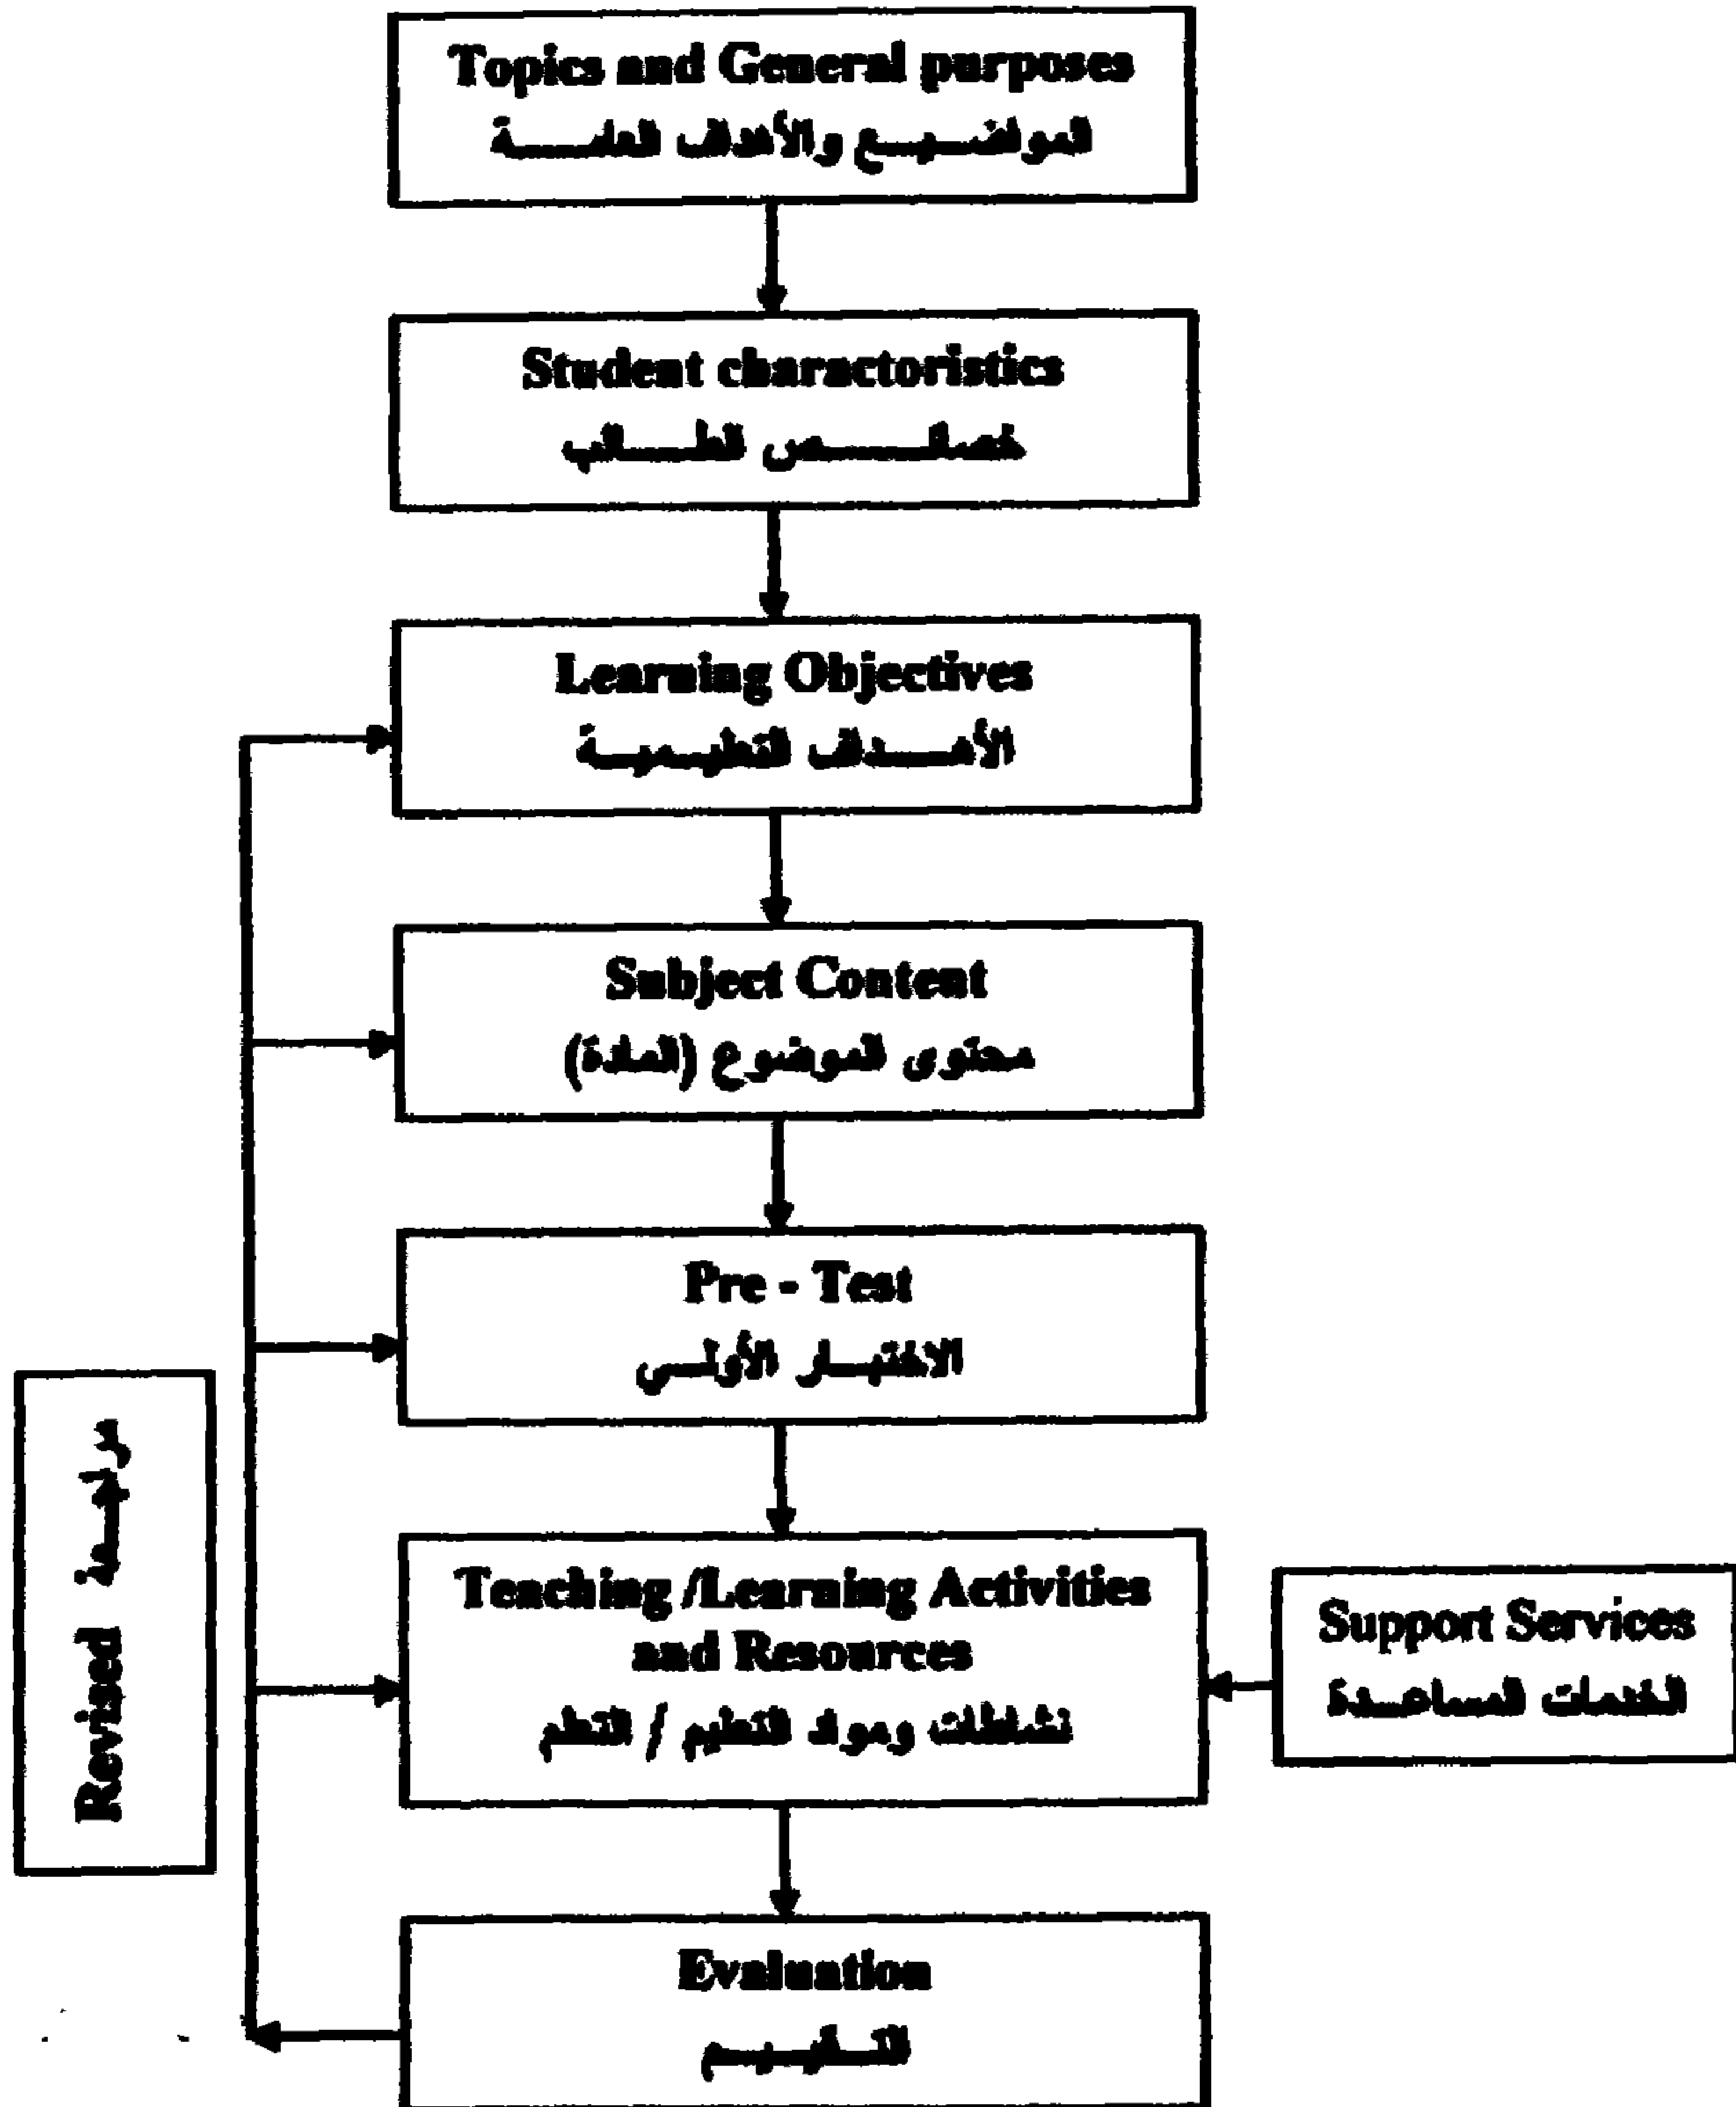 Topics and General purposes
المواضيع والأهداف العامة
Student charactoristics
خصائص الطالب
Learning Objectives
الأهداف التعليمية
Subject Content
محتوى الموضوع (المادة)
Pre - Test
الاختبار الأولي
Teaching /Learning Activities
and Resources
نشاطات ومواد التعليم / التعلم
Support Services
الخدمات المساعدة
Evaluation
التقويم
Revised مراجعة